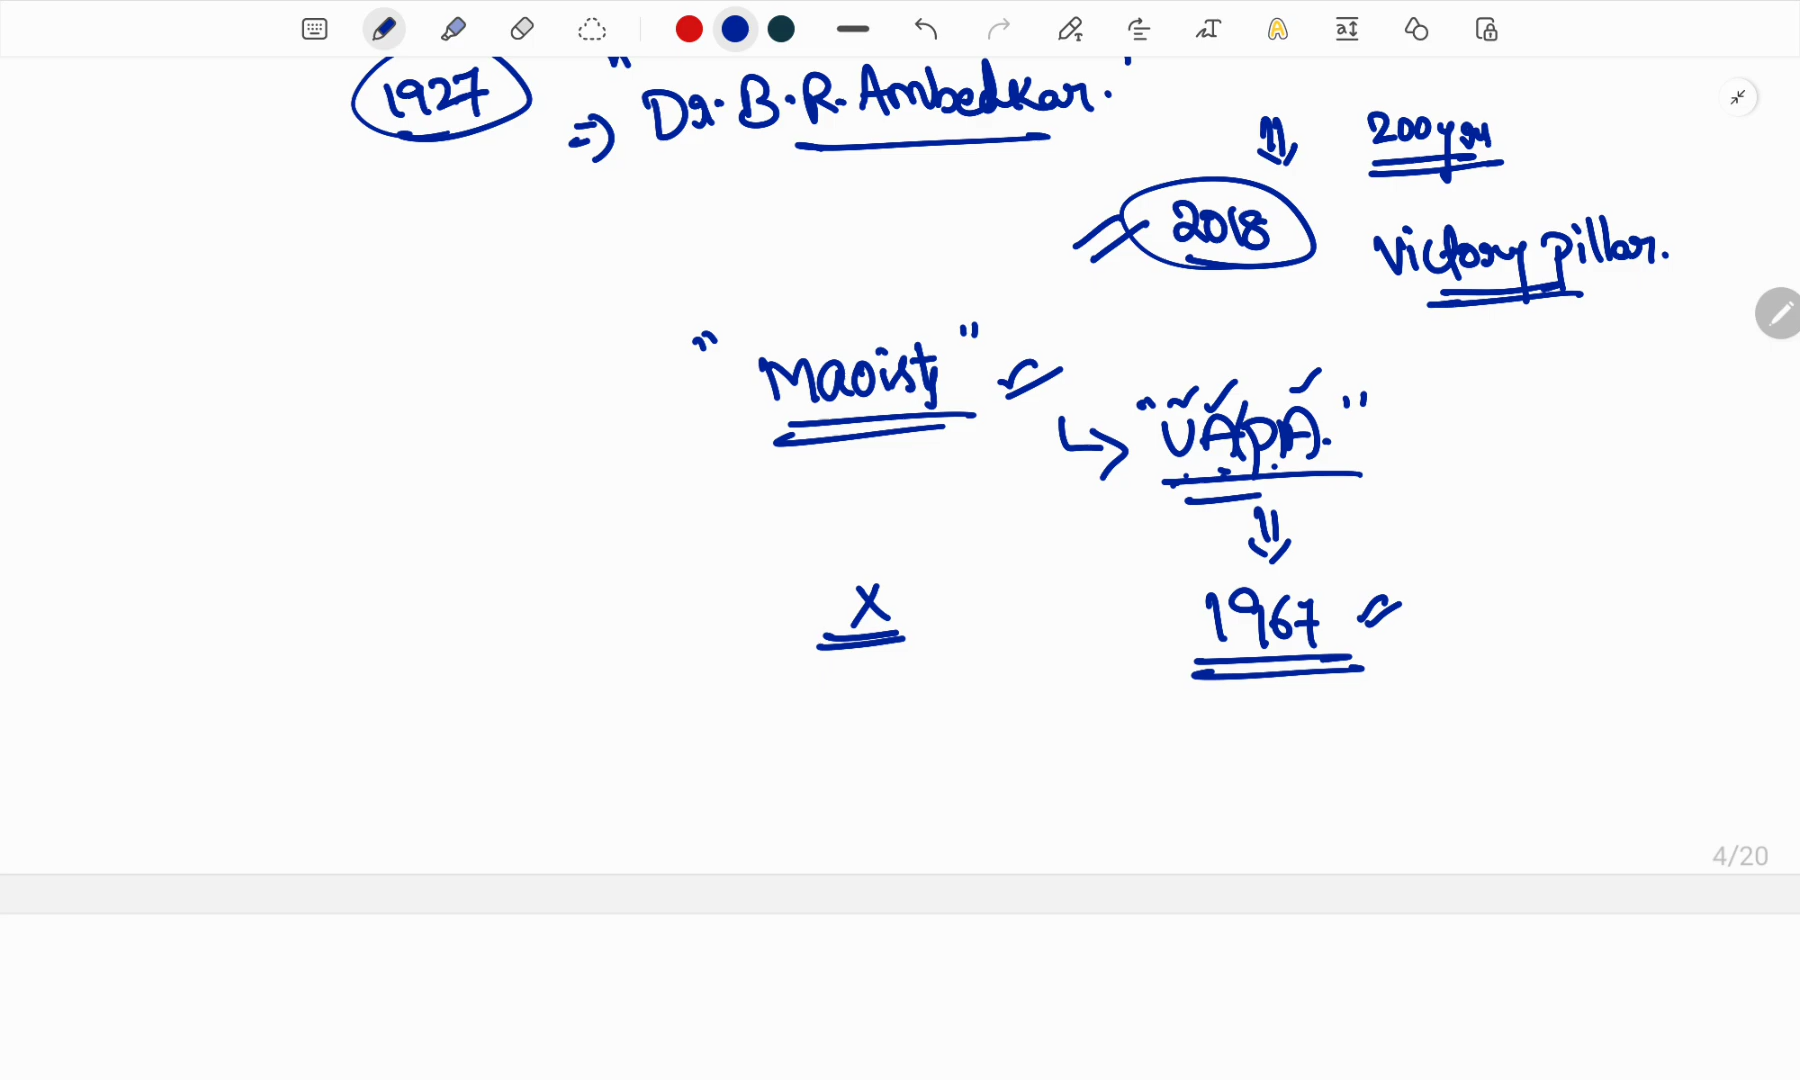 1927
=> Dr. B.R. Ambedkar."
200 yrs
2018
Victory pillar.
"Maoist"
"UAPA."
X
1967
4/20